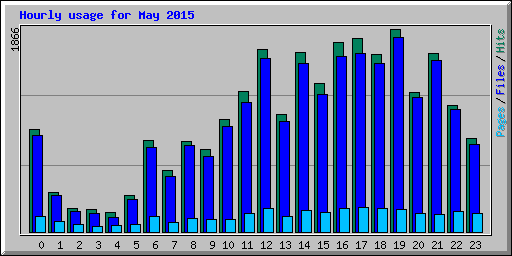 Hourly usage for May 2015
1866
Pages/Files/Hits
0 1 2 3 4 5 6 7 8 9 10 11 12 13 14 15 16 17 18 19 20 21 22 23